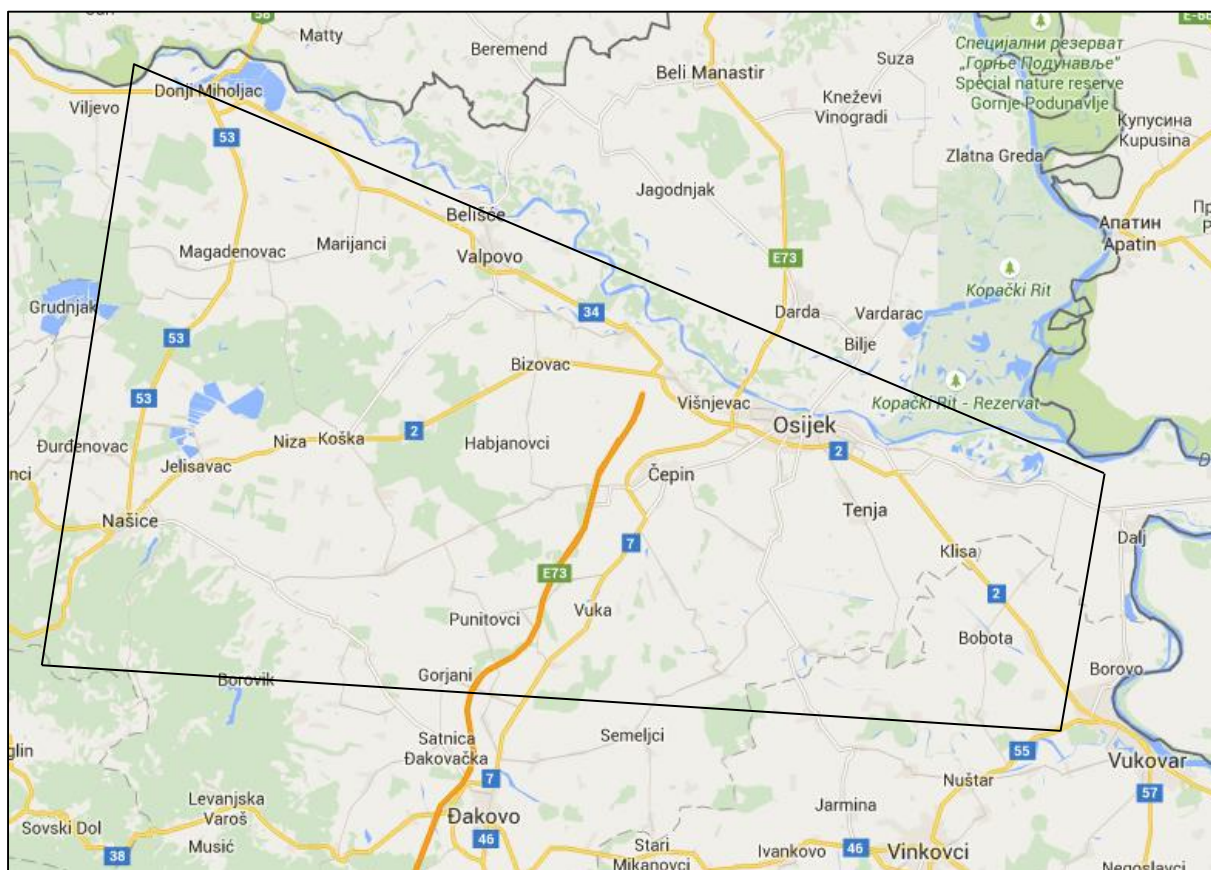 58
Matty
Beremend
Beli Manastir
Suza
Специјални резерват
„Горње Подунавље"
Special nature reserve
Gornje Podunavlje
Viljevo
Donji Miholjac
Kneževi
Vinogradi
Купусина
Kupusina
53
Zlatna Greda
Jagodnjak
Belišće
Апатин
Apatin
Magadenovac
Marijanci
Valpovo
E73
Kopački Rit
Grudnjak
34
Darda
Vardarac
53
Bilje
Bizovac
53
Višnjevac
Kopački Rit - Rezervat
Osijek
2
Niza
Koška
Habjanovci
2
Đurđenovac
Jelisavac
Čepin
Našice
Tenja
7
Klisa
Dalj
E73
2
Punitovci
Vuka
Bobota
Borovik
Gorjani
Borovo
Satnica
Đakovačka
Semeljci
55
Vukovar
7
Nuštar
57
Levanjska
Varoš
Jarmina
Sovski Dol
Đakovo
Musić
46
Stari
Mikanovci
Ivankovo
46
Vinkovci
38
Negoslavci